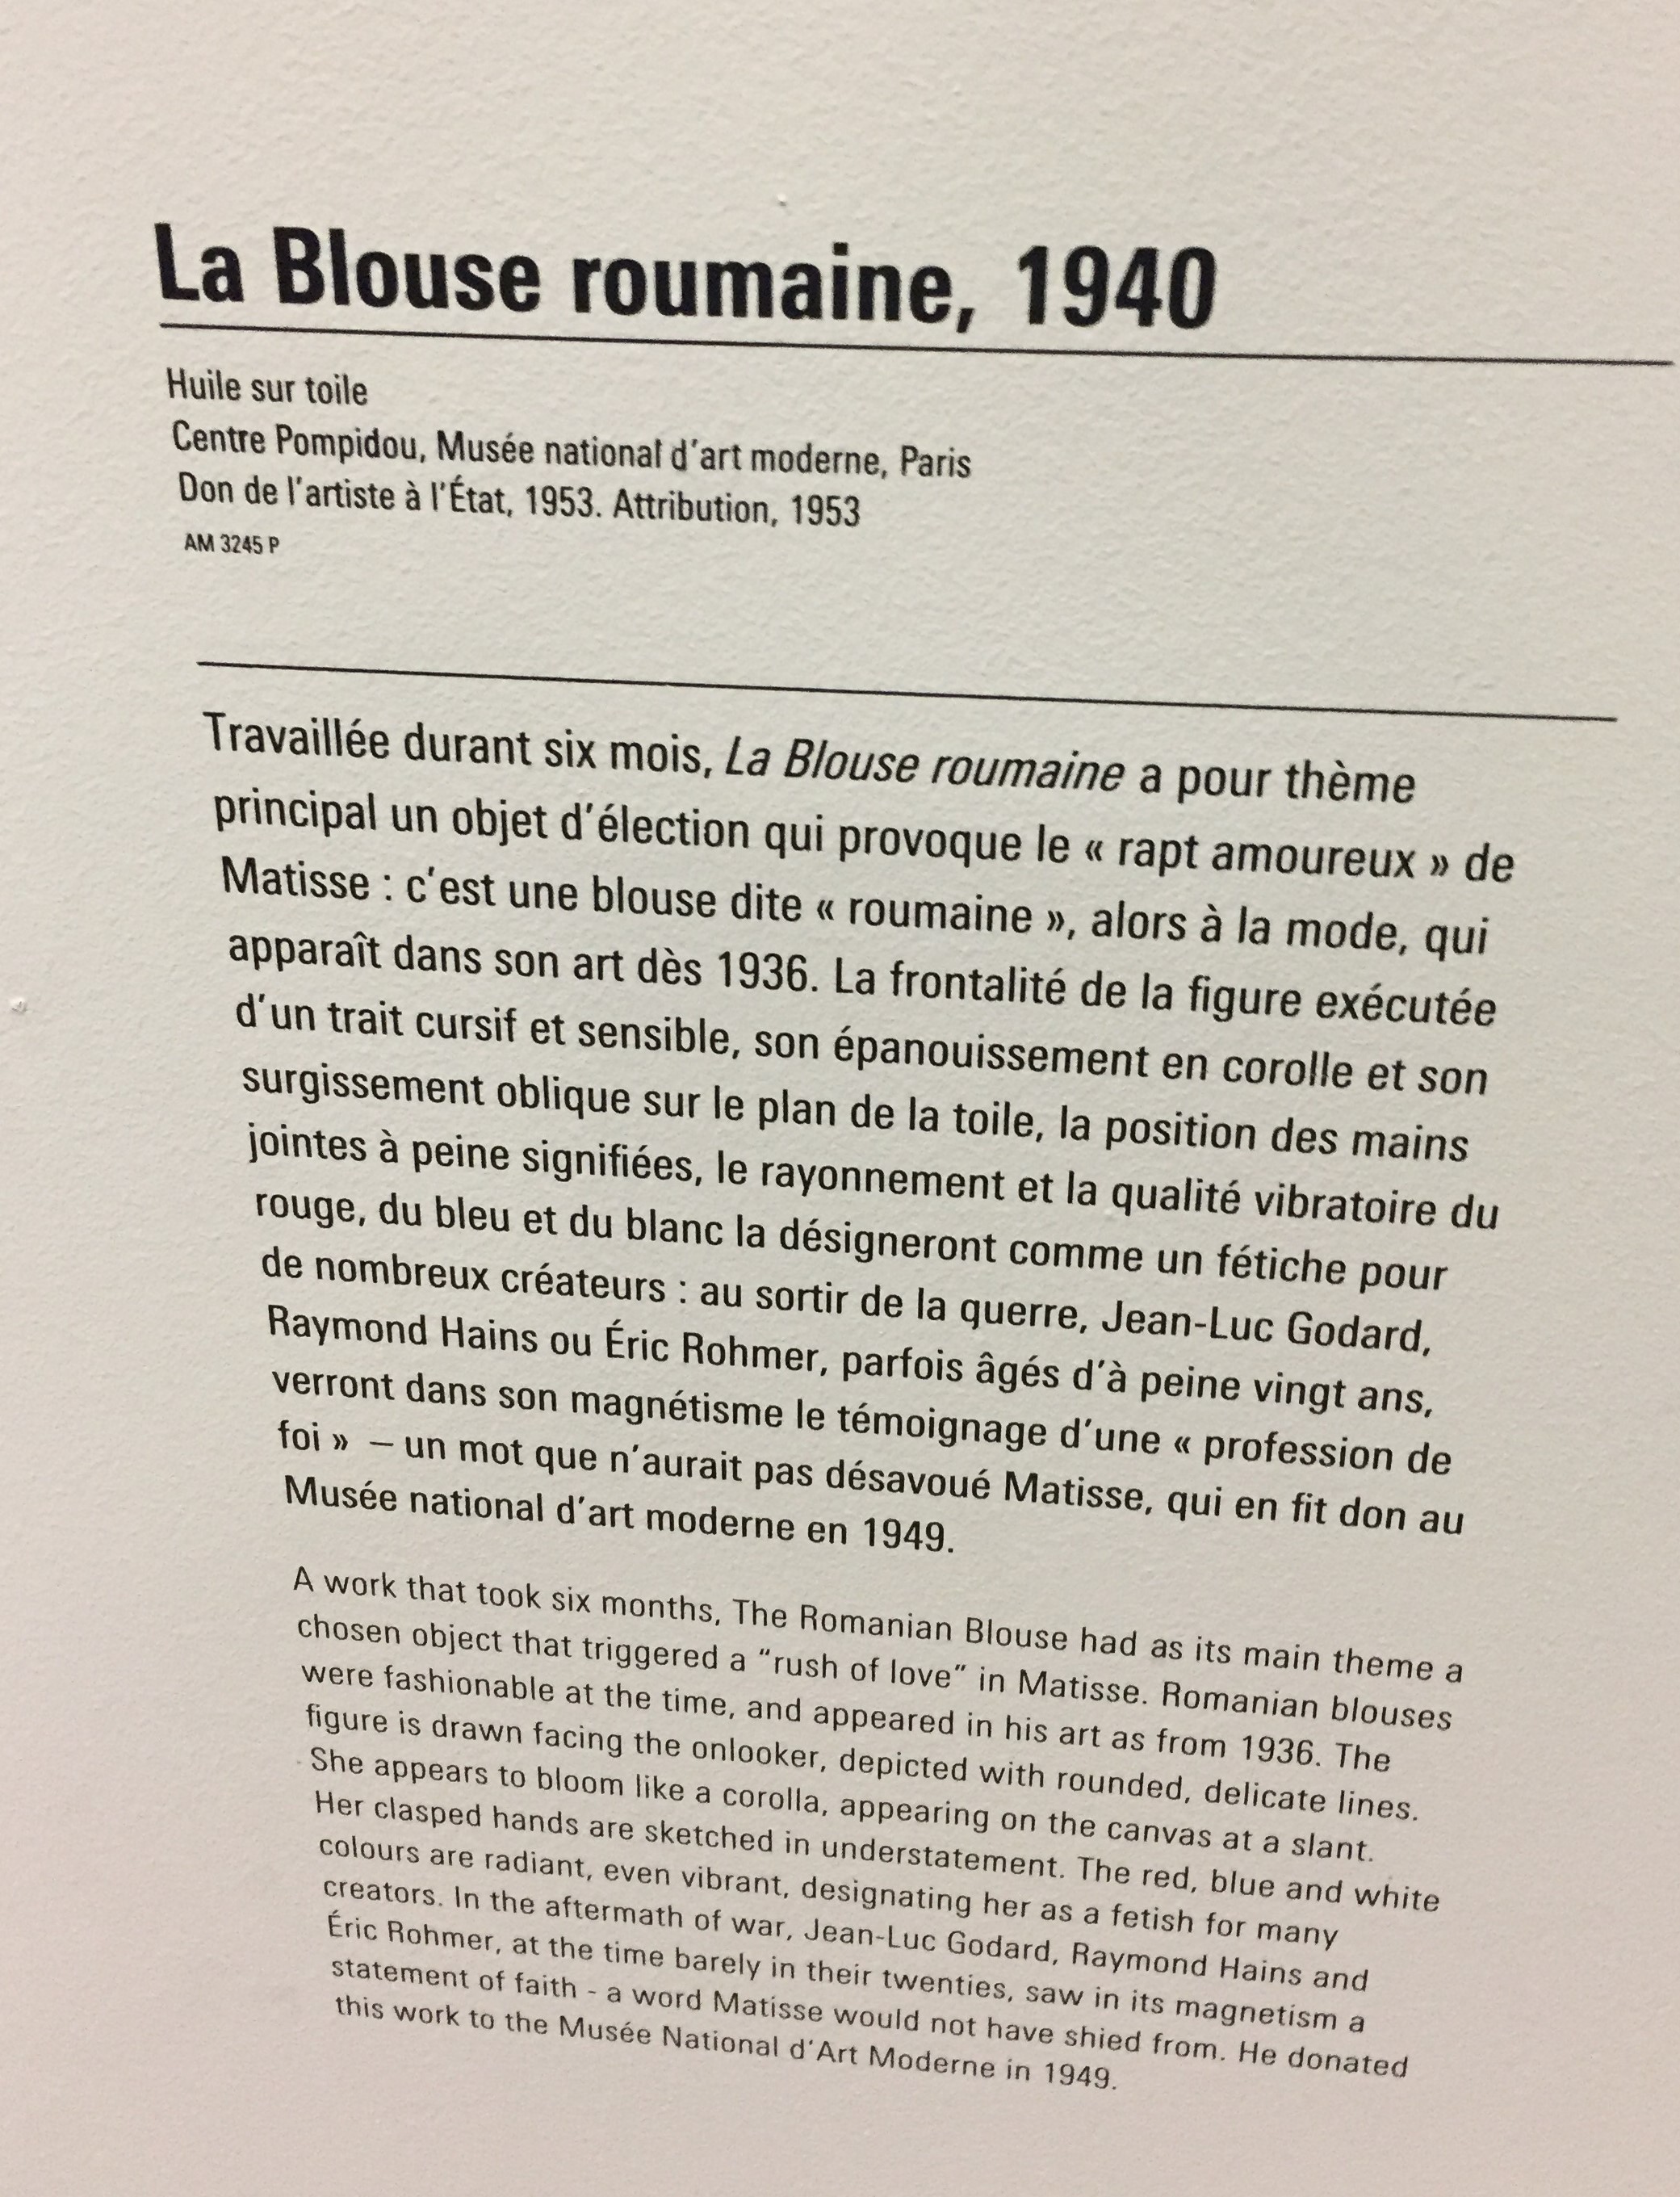 La Blouse roumaine, 1940
Huile sur toile
Centre Pompidou, Musée national d'art moderne, Paris
Don de l'artiste à l'État, 1953. Attribution, 1953
AM 3245 P
Travaillée durant six mois, La Blouse roumaine a pour thème
principal un objet d'élection qui provoque le « rapt amoureux » de
Matisse : c'est une blouse dite « roumaine », alors à la mode, qui
apparaît dans son art dès 1936. La frontalité de la figure exécutée
d'un trait cursif et sensible, son épanouissement en corolle et son
surgissement oblique sur le plan de la toile, la position des mains
jointes à peine signifiées, le rayonnement et la qualité vibratoire du
rouge, du bleu et du blanc la désigneront comme un fétiche pour
de nombreux créateurs : au sortir de la querre, Jean-Luc Godard,
Raymond Hains ou Éric Rohmer, parfois âgés d'à peine vingt ans,
verront dans son magnétisme le témoignage d'une « profession de
foi » – un mot que n'aurait pas désavoué Matisse, qui en fit don au
Musée national d'art moderne en 1949.
A work that took six months, The Romanian Blouse had as its main theme a
chosen object that triggered a "rush of love" in Matisse. Romanian blouses
were fashionable at the time, and appeared in his art as from 1936. The
figure is drawn facing the onlooker, depicted with rounded, delicate lines.
She appears to bloom like a corolla, appearing on the canvas at a slant.
Her clasped hands are sketched in understatement. The red, blue and white
colours are radiant, even vibrant, designating her as a fetish for many
creators. In the aftermath of war, Jean-Luc Godard, Raymond Hains and
Éric Rohmer, at the time barely in their twenties, saw in its magnetism a
statement of faith - a word Matisse would not have shied from. He donated
this work to the Musée National d'Art Moderne in 1949.